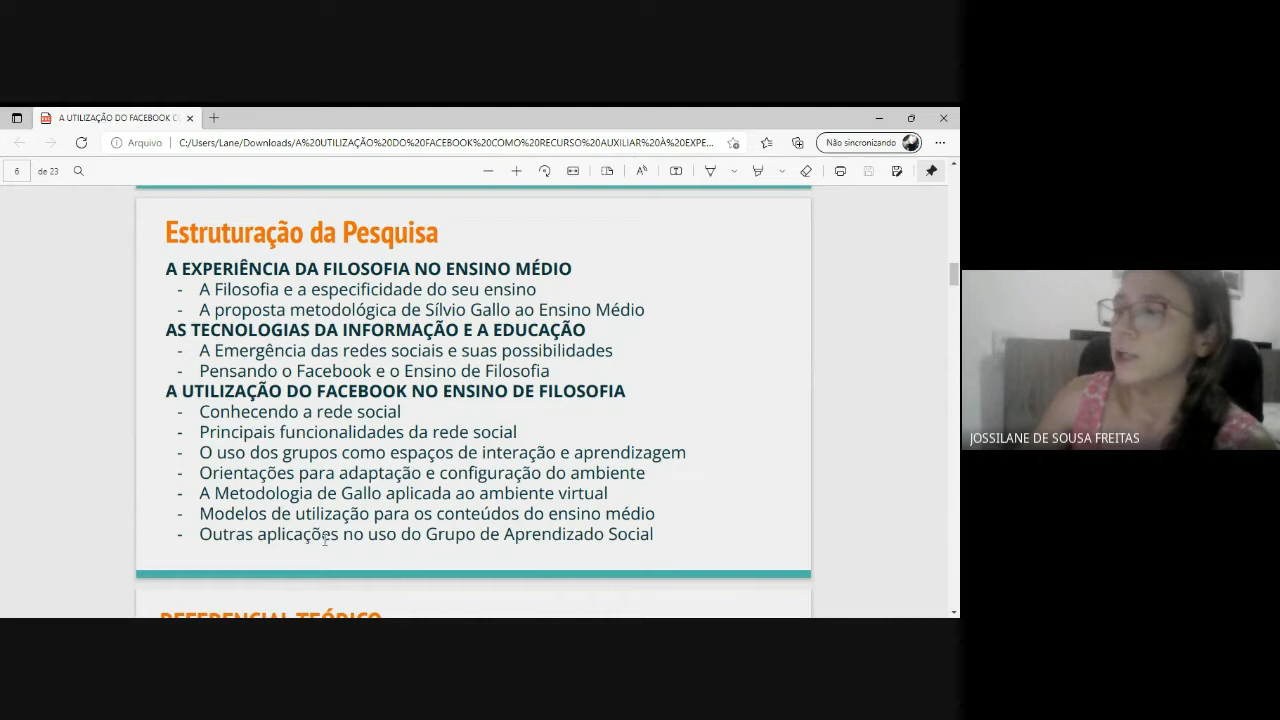 A UTILIZAÇÃO DO FACEBOOK C
Arquivo
C:/Users/Lane/Downloads/A%20UTILIZAÇÃO%20DO%20FACEBOOK%20COMO%20RECURSO%20AUXILIAR%20À%20EXPE...
Não sincronizando
6 de 23
Estruturação da Pesquisa
A EXPERIÊNCIA DA FILOSOFIA NO ENSINO MÉDIO
- A Filosofia e a especificidade do seu ensino
- A proposta metodológica de Sílvio Gallo ao Ensino Médio
AS TECNOLOGIAS DA INFORMAÇÃO E A EDUCAÇÃO
- A Emergência das redes sociais e suas possibilidades
- Pensando o Facebook e o Ensino de Filosofia
A UTILIZAÇÃO DO FACEBOOK NO ENSINO DE FILOSOFIA
- Conhecendo a rede social
- Principais funcionalidades da rede social
- O uso dos grupos como espaços de interação e aprendizagem
- Orientações para adaptação e configuração do ambiente
- A Metodologia de Gallo aplicada ao ambiente virtual
- Modelos de utilização para os conteúdos do ensino médio
- Outras aplicações no uso do Grupo de Aprendizado Social
REFERENCIAL TEÓRICO
JOSSILANE DE SOUSA FREITAS